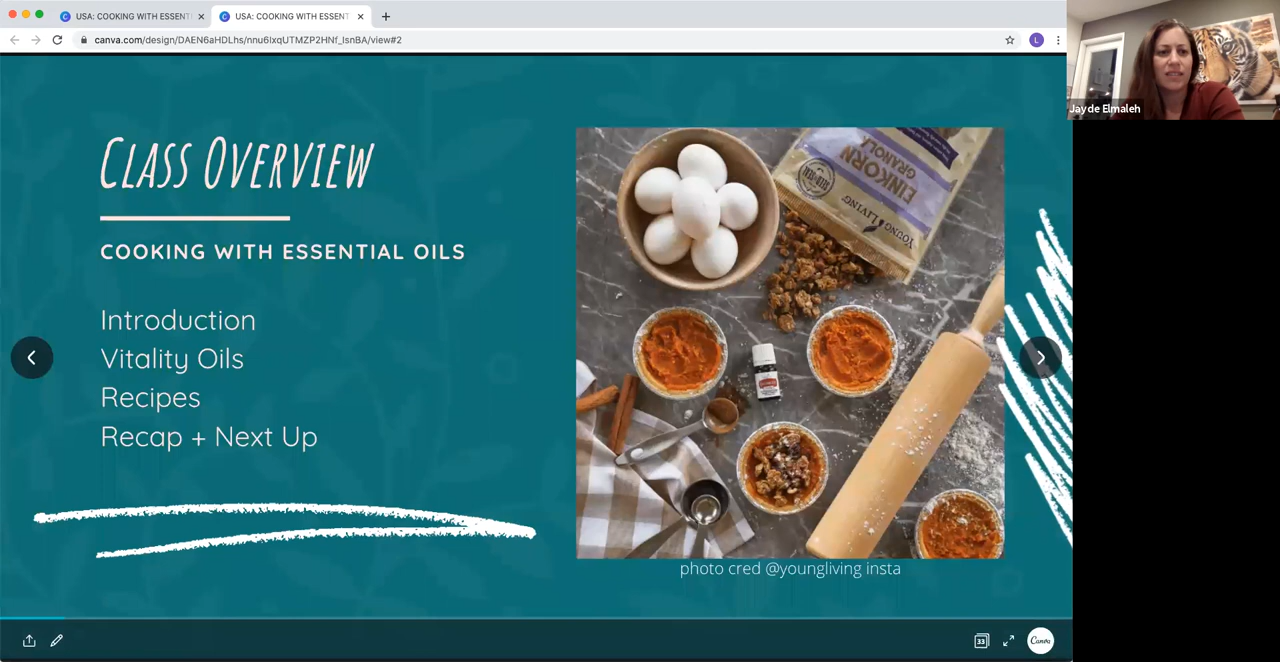 USA: COOKING WITH ESSENTI
USA: COOKING WITH ESSENT
canva.com/design/DAEN6aHDLhs/nnu6lxqUTMZP2HNf_lsnBA/view#2
L
Jayde Elmaleh
CLASS OVERVIEW
COOKING WITH ESSENTIAL OILS
Introduction
Vitality Oils
Recipes
Recap + Next Up
EINKORN
GRANOLA
YOUNG LIVING
photo cred @youngliving insta
33
Canva